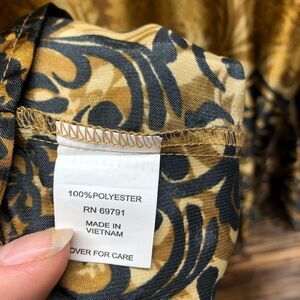 100%POLYESTER
RN 69791
MADE IN
VIETNAM
OVER FOR CARE